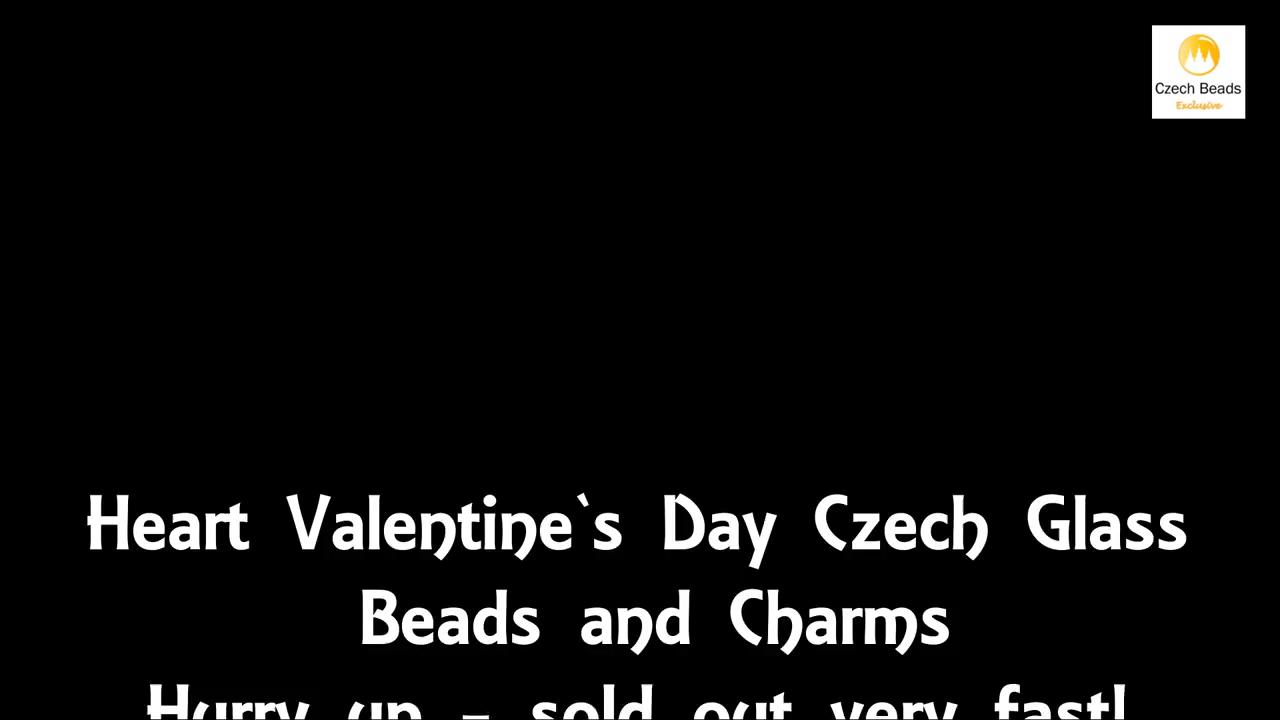 Czech Beads
Exclusive
Heart Valentine`s Day Czech Glass
Beads and Charms
Hurry up - sold out very fast!